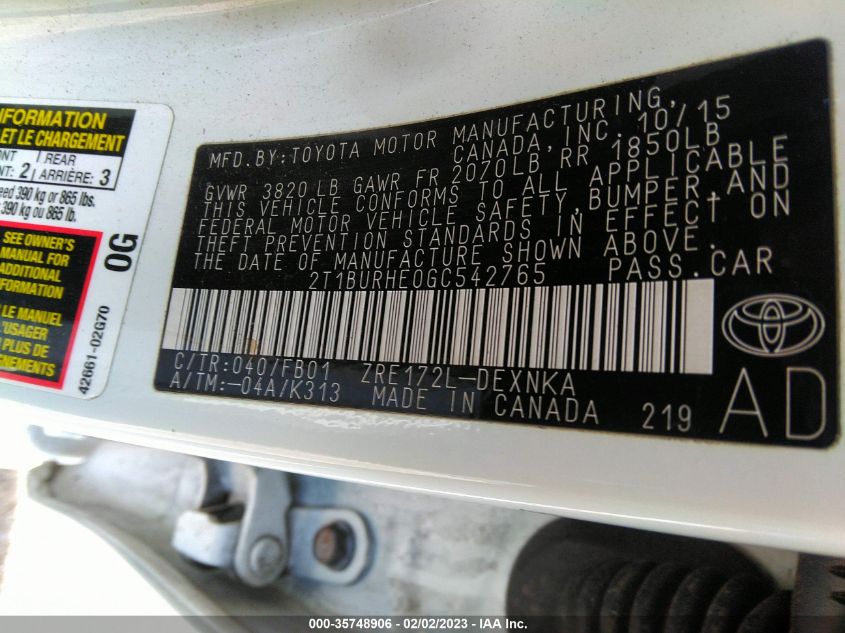 INFORMATION
ET LE CHARGEMENT
REAR
2 ARRIÈRE: 3
390 kg or 865 lbs.
390 kg ou 865 lb.
SEE OWNER'S
MANUAL FOR
ADDITIONAL
INFORMATION
LE MANUEL
L'USAGER
PLUS DE
0G
42661-02G70
MFD.BY:TOYOTA MOTOR MANUFACTURING,
CANADA, INC. 10/15
GVWR 3820 LB GAWR FR 2070LB RR 1850LB
THIS VEHICLE CONFORMS TO ALL APPLICABLE
FEDERAL MOTOR VEHICLE SAFETY, BUMPER, AND
THEFT PREVENTION STANDARDS IN EFFECT ON
THE DATE OF MANUFACTURE SHOWN ABOVE.
2T1BURHE0GC542765 PASS.CAR
C/TR:040/FB01 ZRE172L-DEXNKA
A/TM:-04A/K313 MADE IN CANADA 219
AD
000-35748906 - 02/02/2023 - IAA Inc.